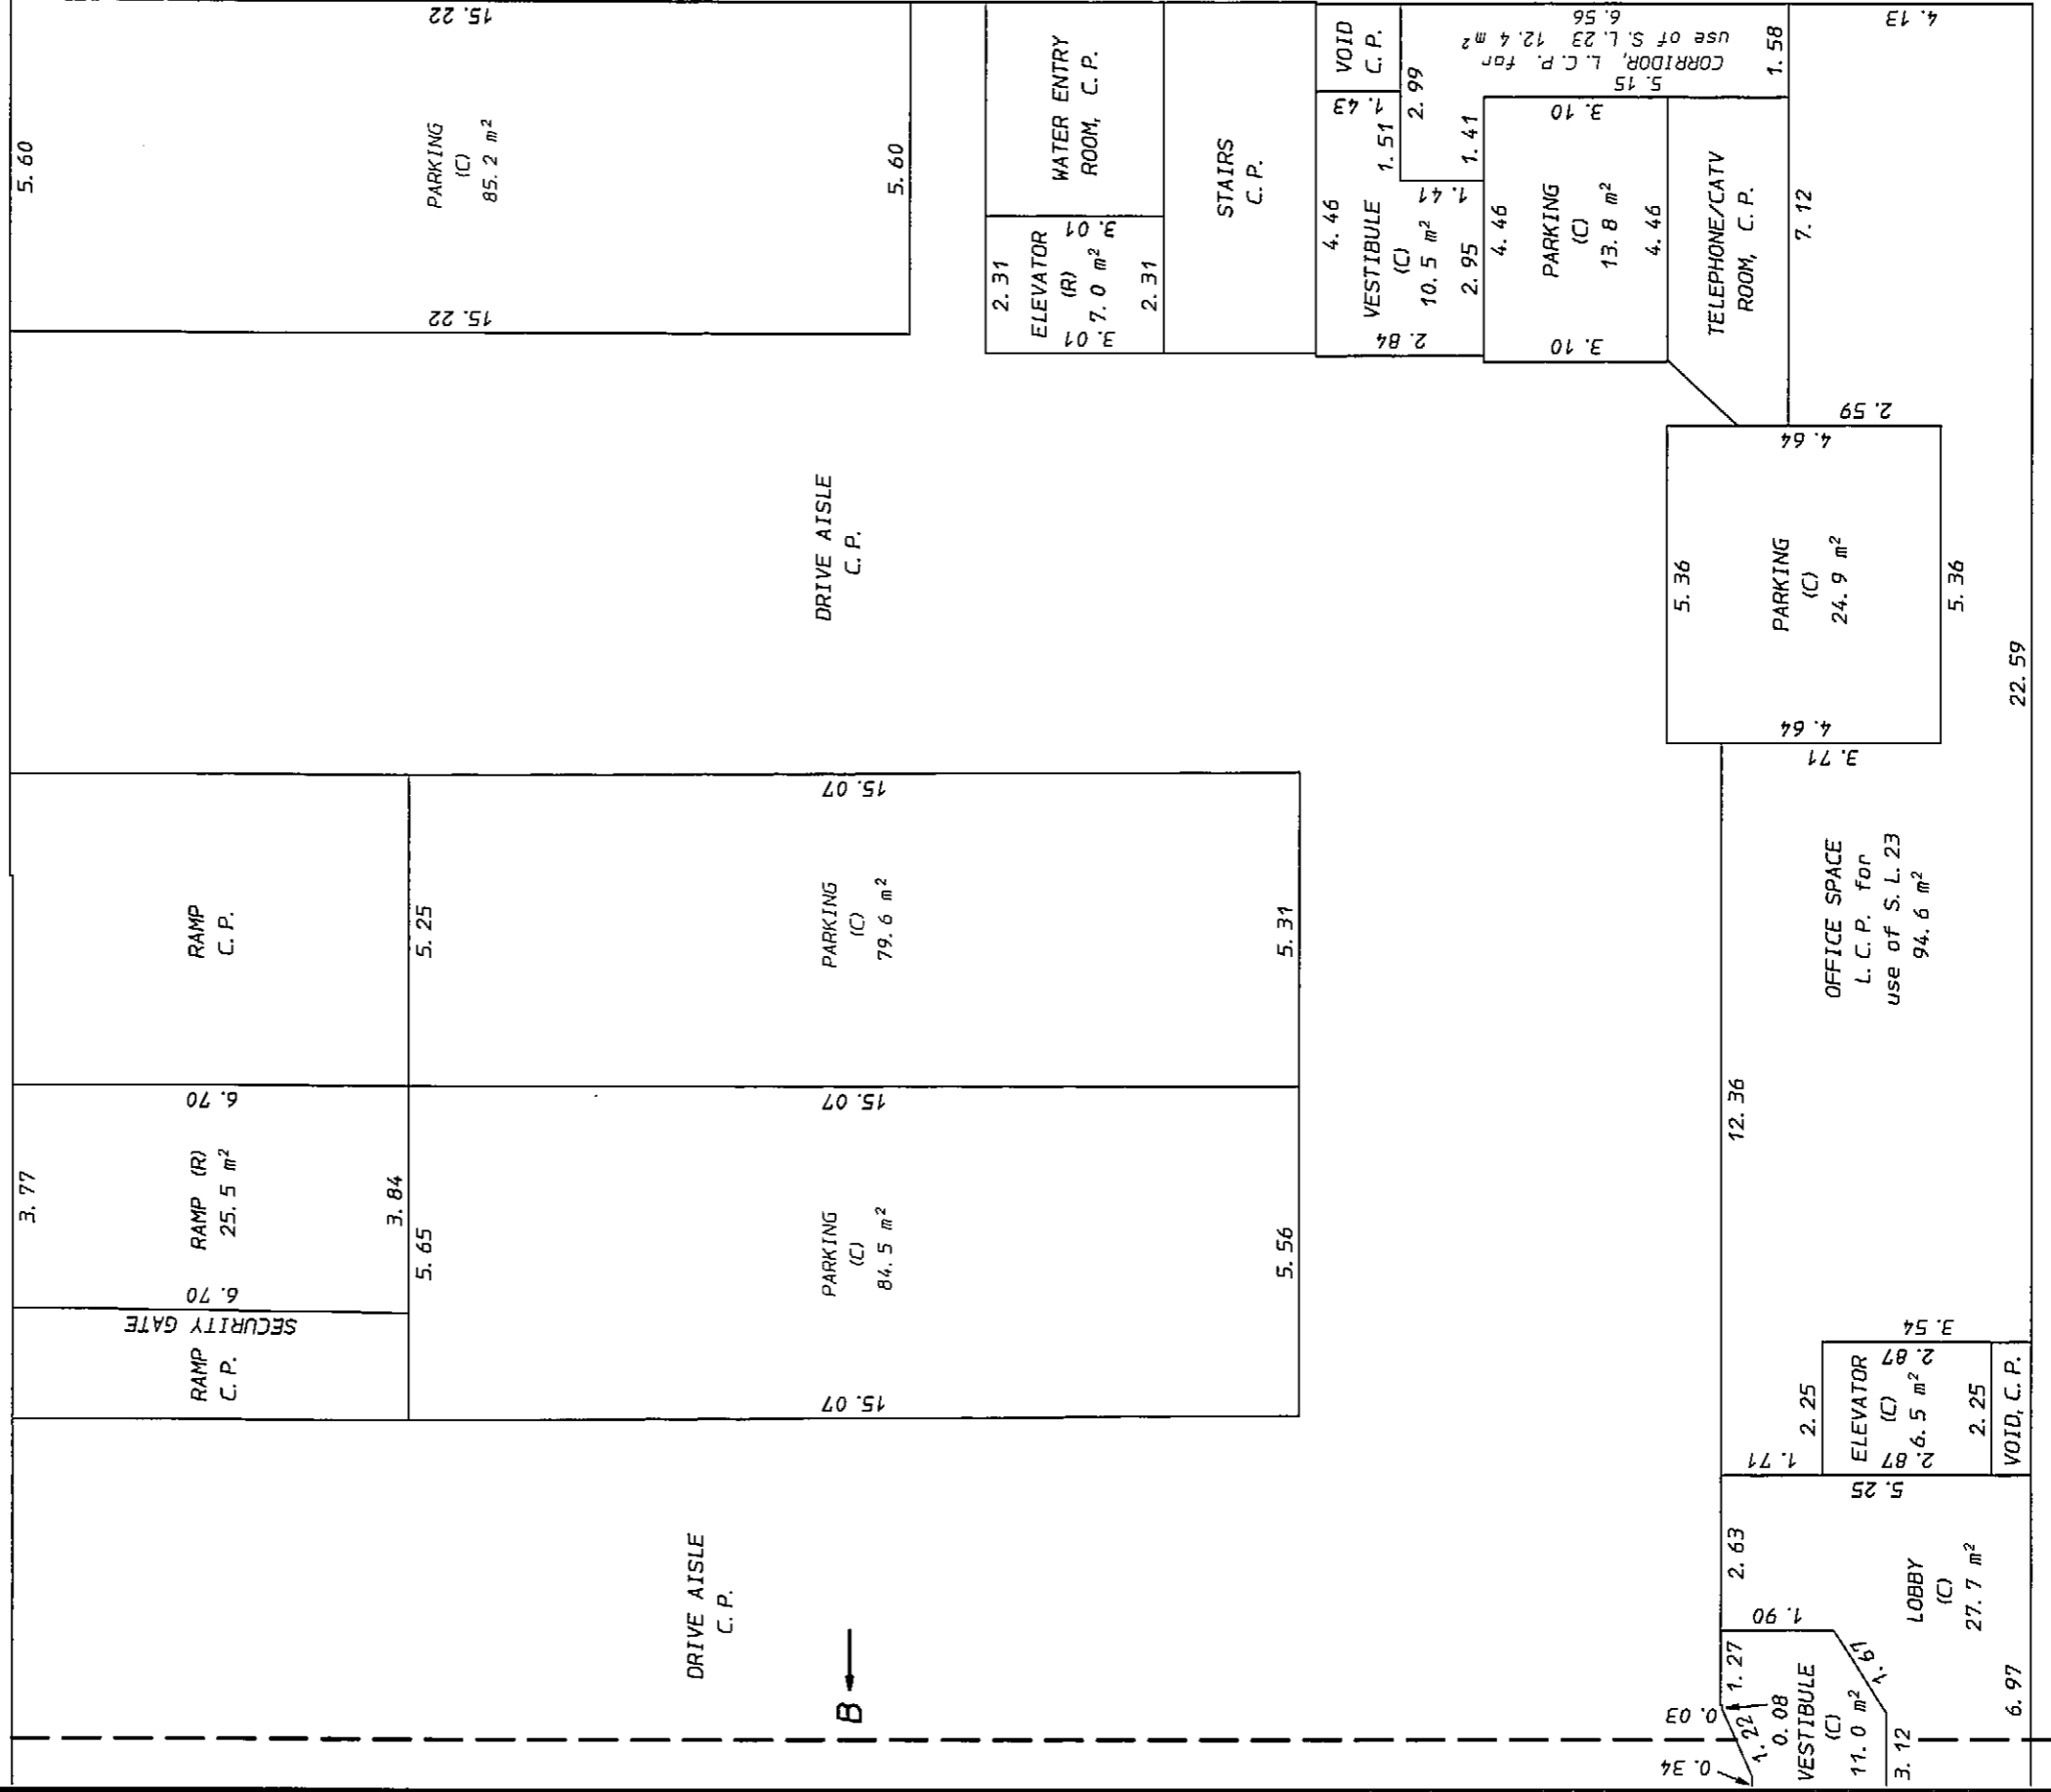 15.22
5.60
PARKING
(C)
85.2 m²
15.22
5.60
WATER ENTRY
ROOM, C.P.
2.31
ELEVATOR
(R)
7.0 m²
3.01
3.01
2.31
STAIRS
C.P.
VOID
C.P.
1.43
4.46
VESTIBULE
(C)
10.5 m²
1.51
1.41
2.95
2.84
2.99
1.41
CORRIDOR, L.C.P. for
use of S.L.23 12.4 m²
6.56
5.15
1.58
4.13
3.10
4.46
PARKING
(C)
13.8 m²
4.46
3.10
TELEPHONE/CATV
ROOM, C.P.
7.12
2.59
4.64
5.36
PARKING
(C)
24.9 m²
5.36
4.64
3.71
22.59
DRIVE AISLE
C.P.
RAMP
C.P.
5.25
15.07
PARKING
(C)
79.6 m²
5.31
6.70
3.77
RAMP (R)
25.5 m²
3.84
6.70
SECURITY GATE
RAMP
C.P.
15.07
5.65
PARKING
(C)
84.5 m²
5.56
15.07
OFFICE SPACE
L.C.P. for
use of S.L.23
94.6 m²
12.36
3.54
2.25
ELEVATOR
(C)
6.5 m²
2.87
2.87
2.25
VOID, C.P.
1.71
5.25
DRIVE AISLE
C.P.
B
2.63
LOBBY
(C)
27.7 m²
6.97
1.90
1.67
1.27
0.03
1.22
0.08
0.34
VESTIBULE
(C)
11.0 m²
3.12